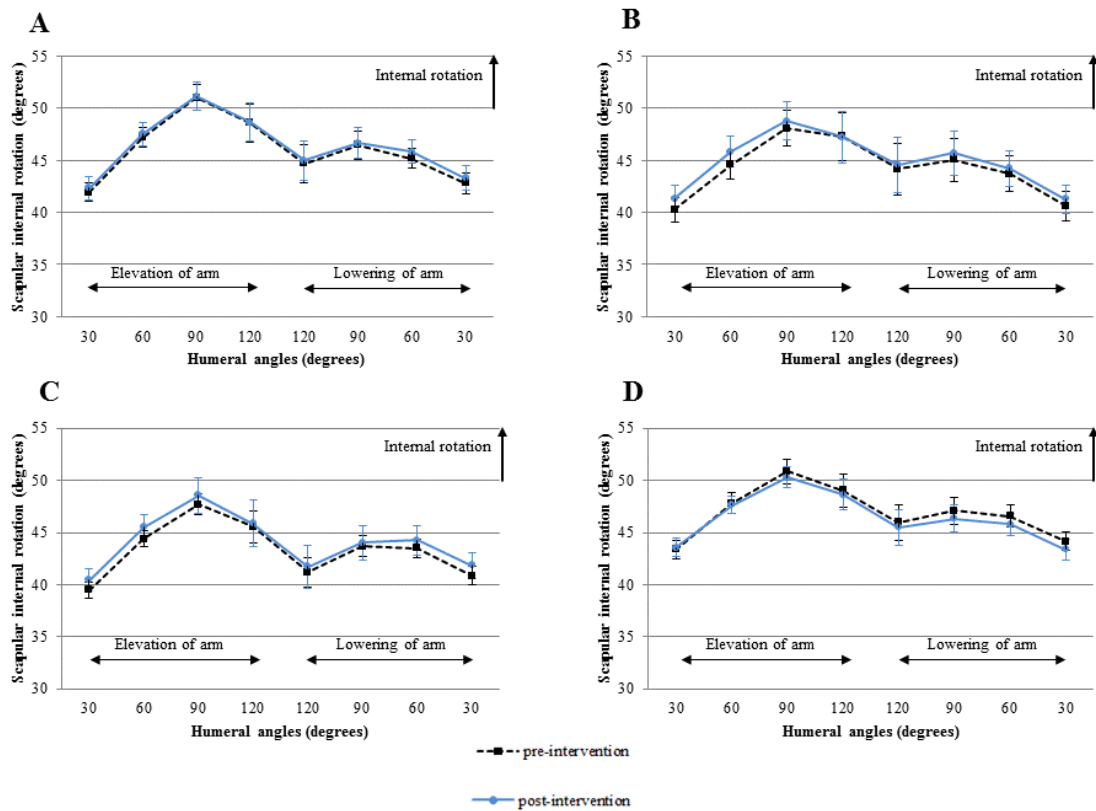 A
Scapular internal rotation (degrees)
55
50
45
40
35
30
Internal rotation
Elevation of arm
Lowering of arm
30 60 90 120 120 90 60 30
Humeral angles (degrees)
B
Scapular internal rotation (degrees)
55
50
45
40
35
30
Internal rotation
Elevation of arm
Lowering of arm
30 60 90 120 120 90 60 30
Humeral angles (degrees)
C
Scapular internal rotation (degrees)
55
50
45
40
35
30
Internal rotation
Elevation of arm
Lowering of arm
30 60 90 120 120 90 60 30
Humeral angles (degrees)
D
Scapular internal rotation (degrees)
55
50
45
40
35
30
Internal rotation
Elevation of arm
Lowering of arm
30 60 90 120 120 90 60 30
Humeral angles (degrees)
pre-intervention
post-intervention